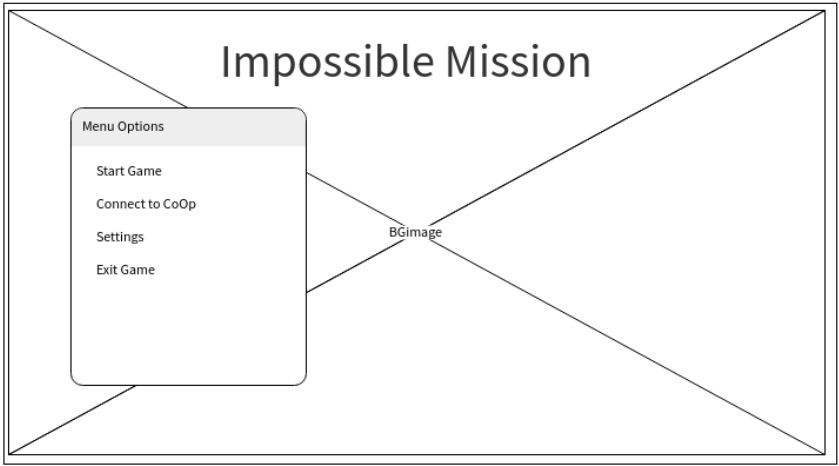 Impossible Mission
Menu Options
Start Game
Connect to CoOp
Settings
Exit Game
BGimage